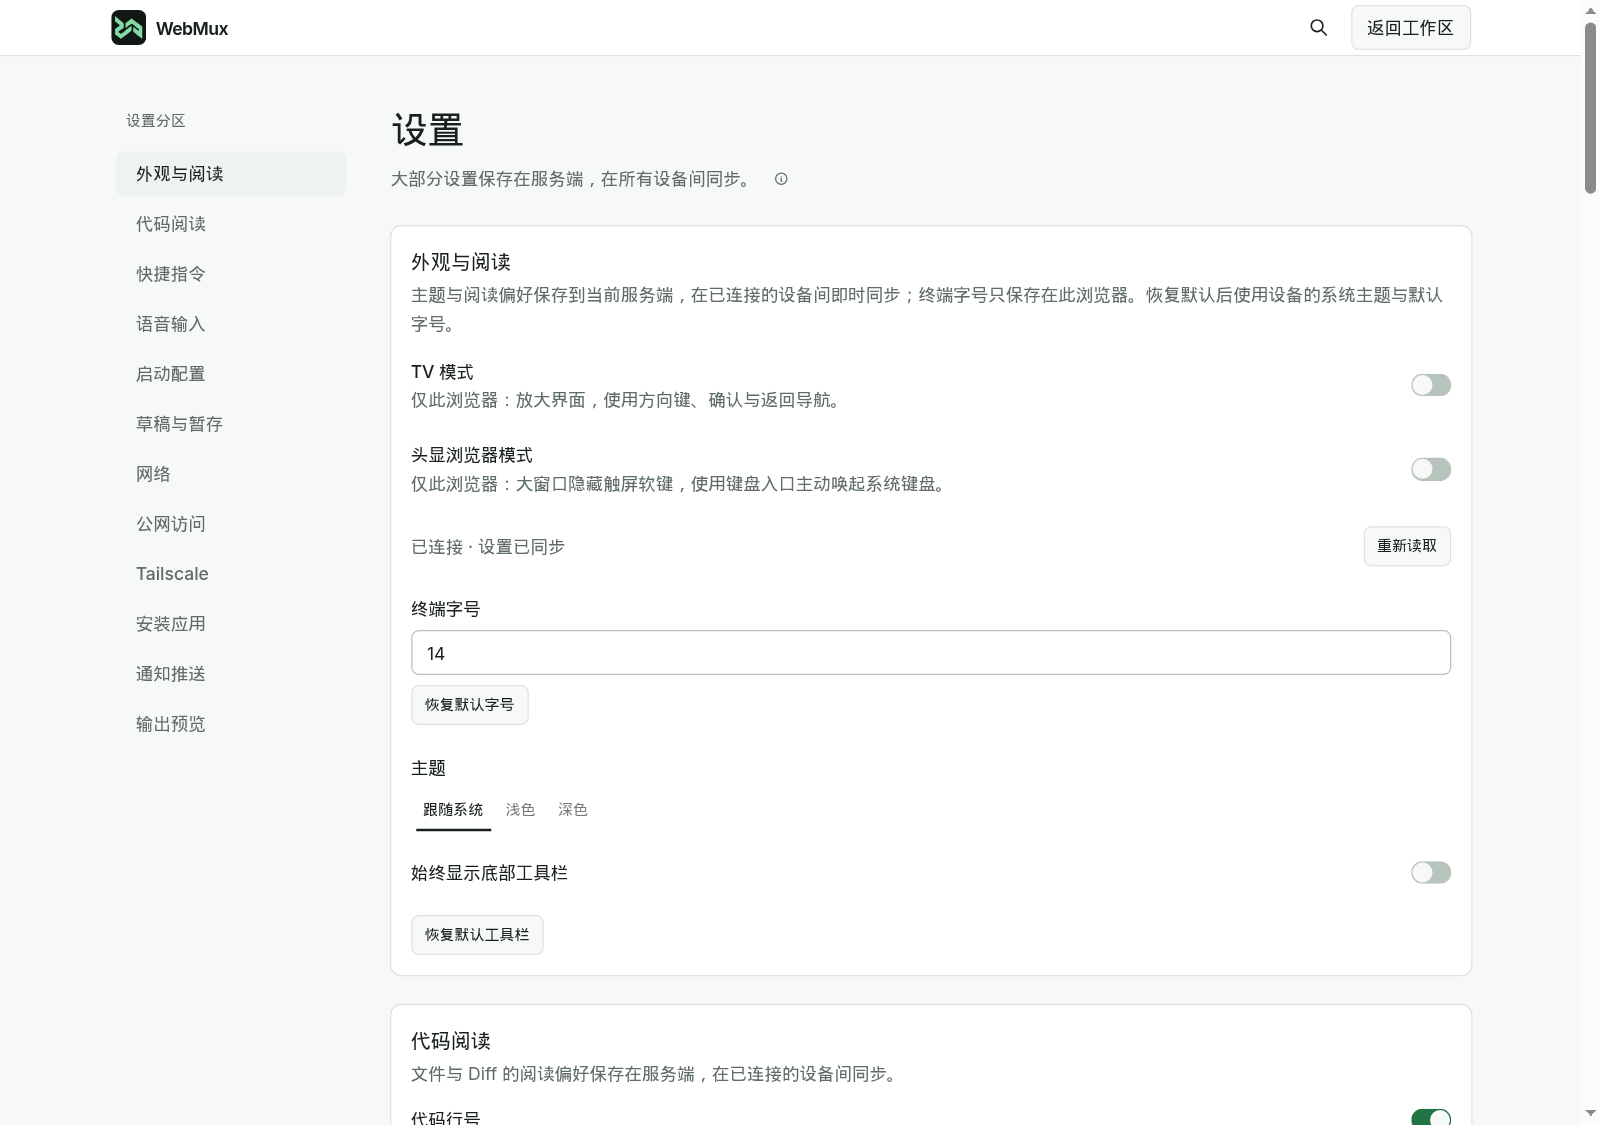 WebMux
返回工作区
设置分区
外观与阅读
代码阅读
快捷指令
语音输入
启动配置
草稿与暂存
网络
公网访问
Tailscale
安装应用
通知推送
输出预览
设置
大部分设置保存在服务端，在所有设备间同步。
外观与阅读
主题与阅读偏好保存到当前服务端，在已连接的设备间即时同步；终端字号只保存在此浏览器。恢复默认后使用设备的系统主题与默认
字号。
TV 模式
仅此浏览器：放大界面，使用方向键、确认与返回导航。
头显浏览器模式
仅此浏览器：大窗口隐藏触屏软键，使用键盘入口主动唤起系统键盘。
已连接 · 设置已同步
重新读取
终端字号
14
恢复默认字号
主题
跟随系统 浅色 深色
始终显示底部工具栏
恢复默认工具栏
代码阅读
文件与 Diff 的阅读偏好保存在服务端，在已连接的设备间同步。
代码行号